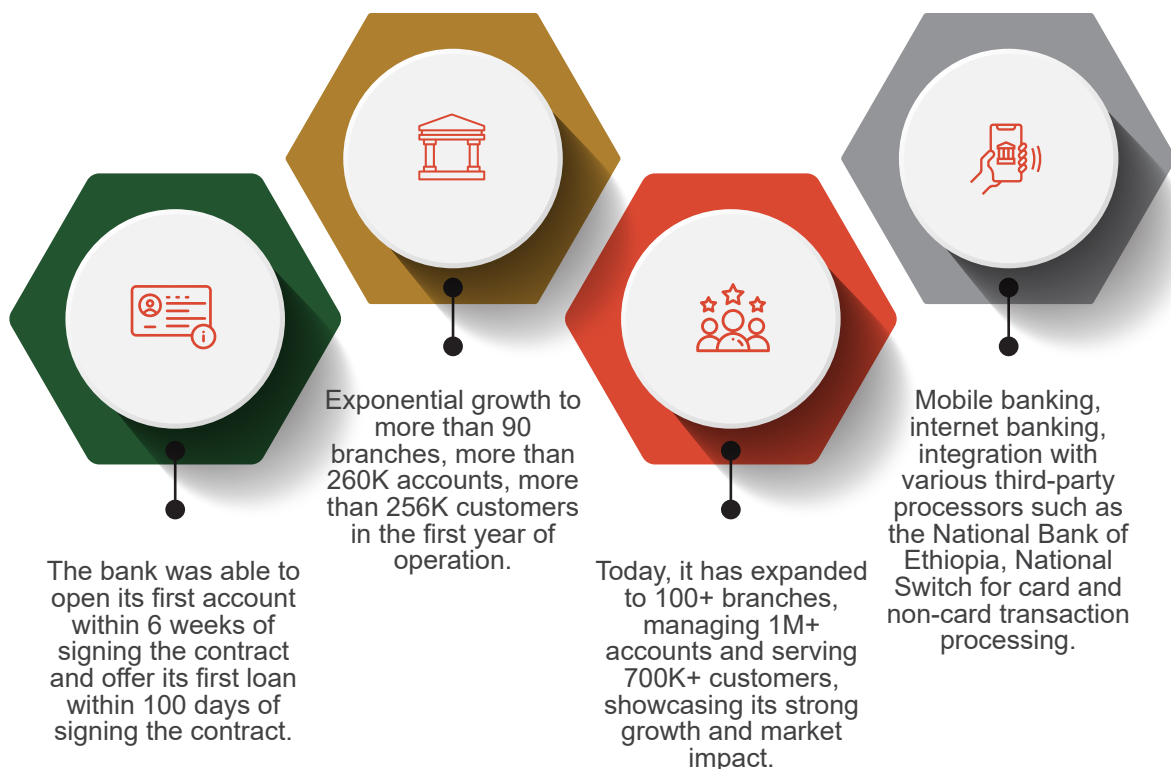 The bank was able to
open its first account
within 6 weeks of
signing the contract
and offer its first loan
within 100 days of
signing the contract.
Exponential growth to
more than 90
branches, more than
260K accounts, more
than 256K customers
in the first year of
operation.
Today, it has expanded
to 100+ branches,
managing 1M+
accounts and serving
700K+ customers,
showcasing its strong
growth and market
impact.
Mobile banking,
internet banking,
integration with
various third-party
processors such as
the National Bank of
Ethiopia, National
Switch for card and
non-card transaction
processing.